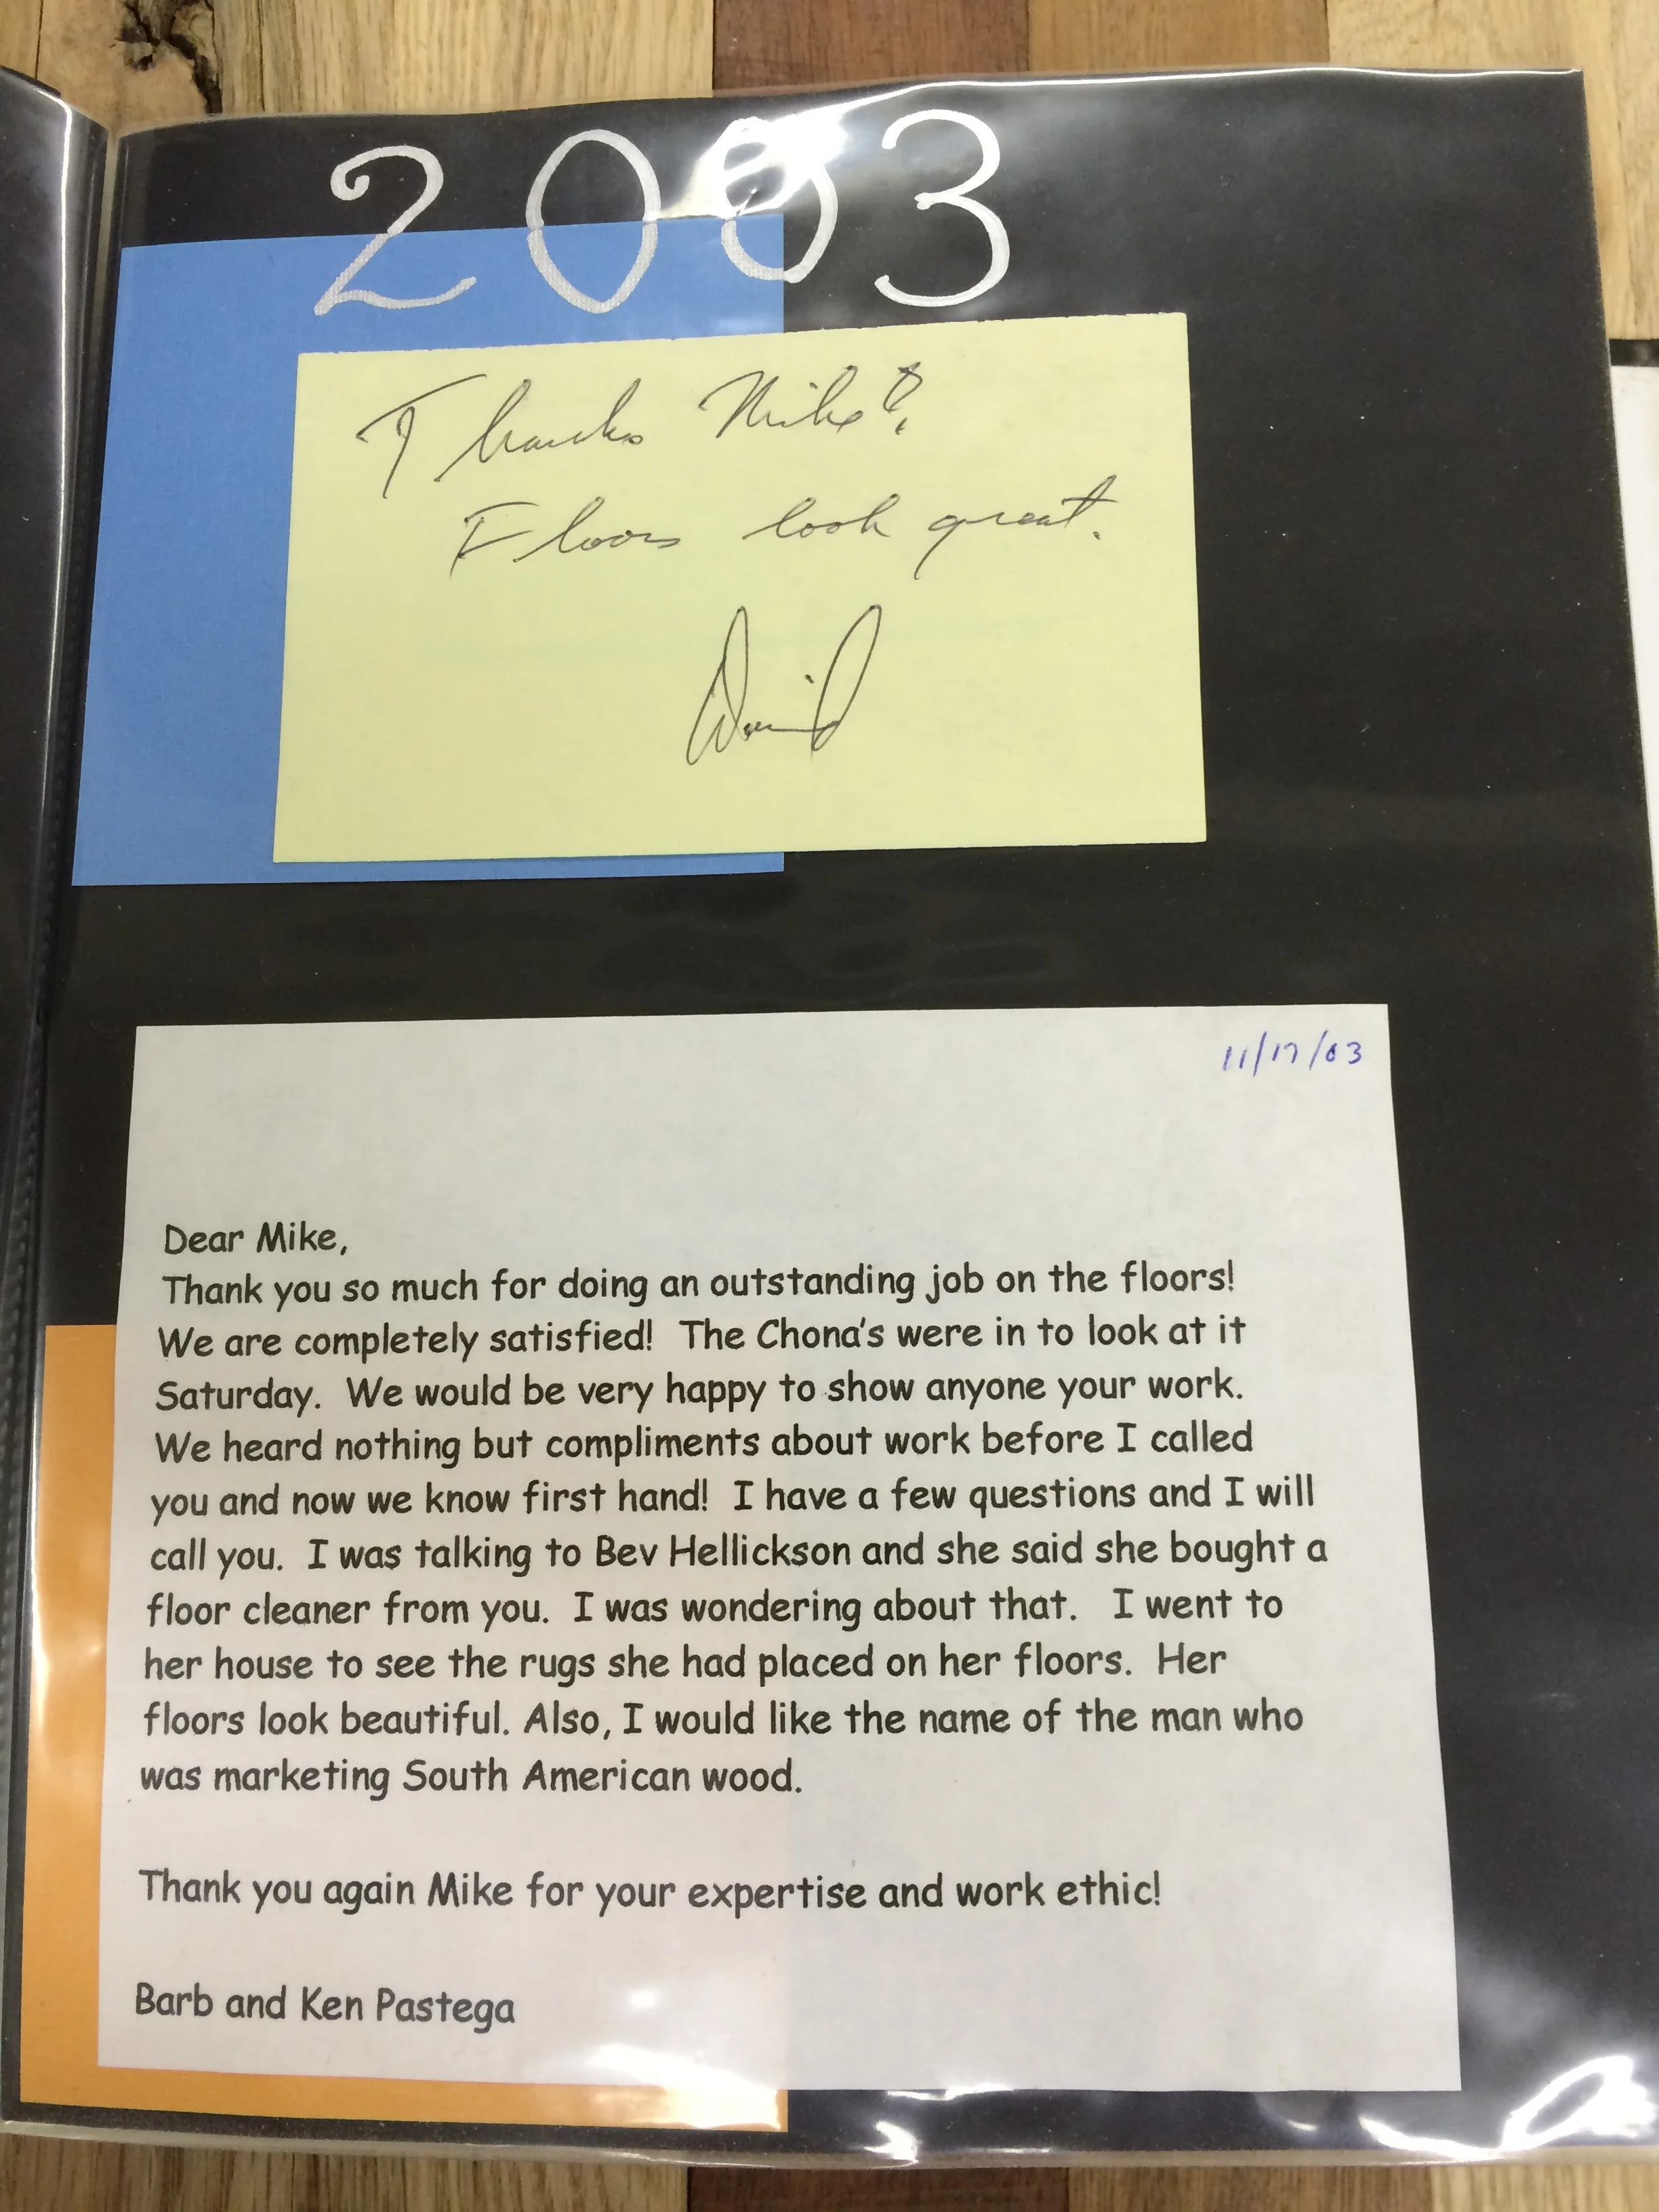 2003
Thanks Mike!
Floors look great.
David
11/17/03
Dear Mike,
Thank you so much for doing an outstanding job on the floors!
We are completely satisfied!  The Chona's were in to look at it
Saturday.  We would be very happy to show anyone your work.
We heard nothing but compliments about work before I called
you and now we know first hand!  I have a few questions and I will
call you.  I was talking to Bev Hellickson and she said she bought a
floor cleaner from you.  I was wondering about that.   I went to
her house to see the rugs she had placed on her floors.  Her
floors look beautiful. Also, I would like the name of the man who
was marketing South American wood.
Thank you again Mike for your expertise and work ethic!
Barb and Ken Pastega